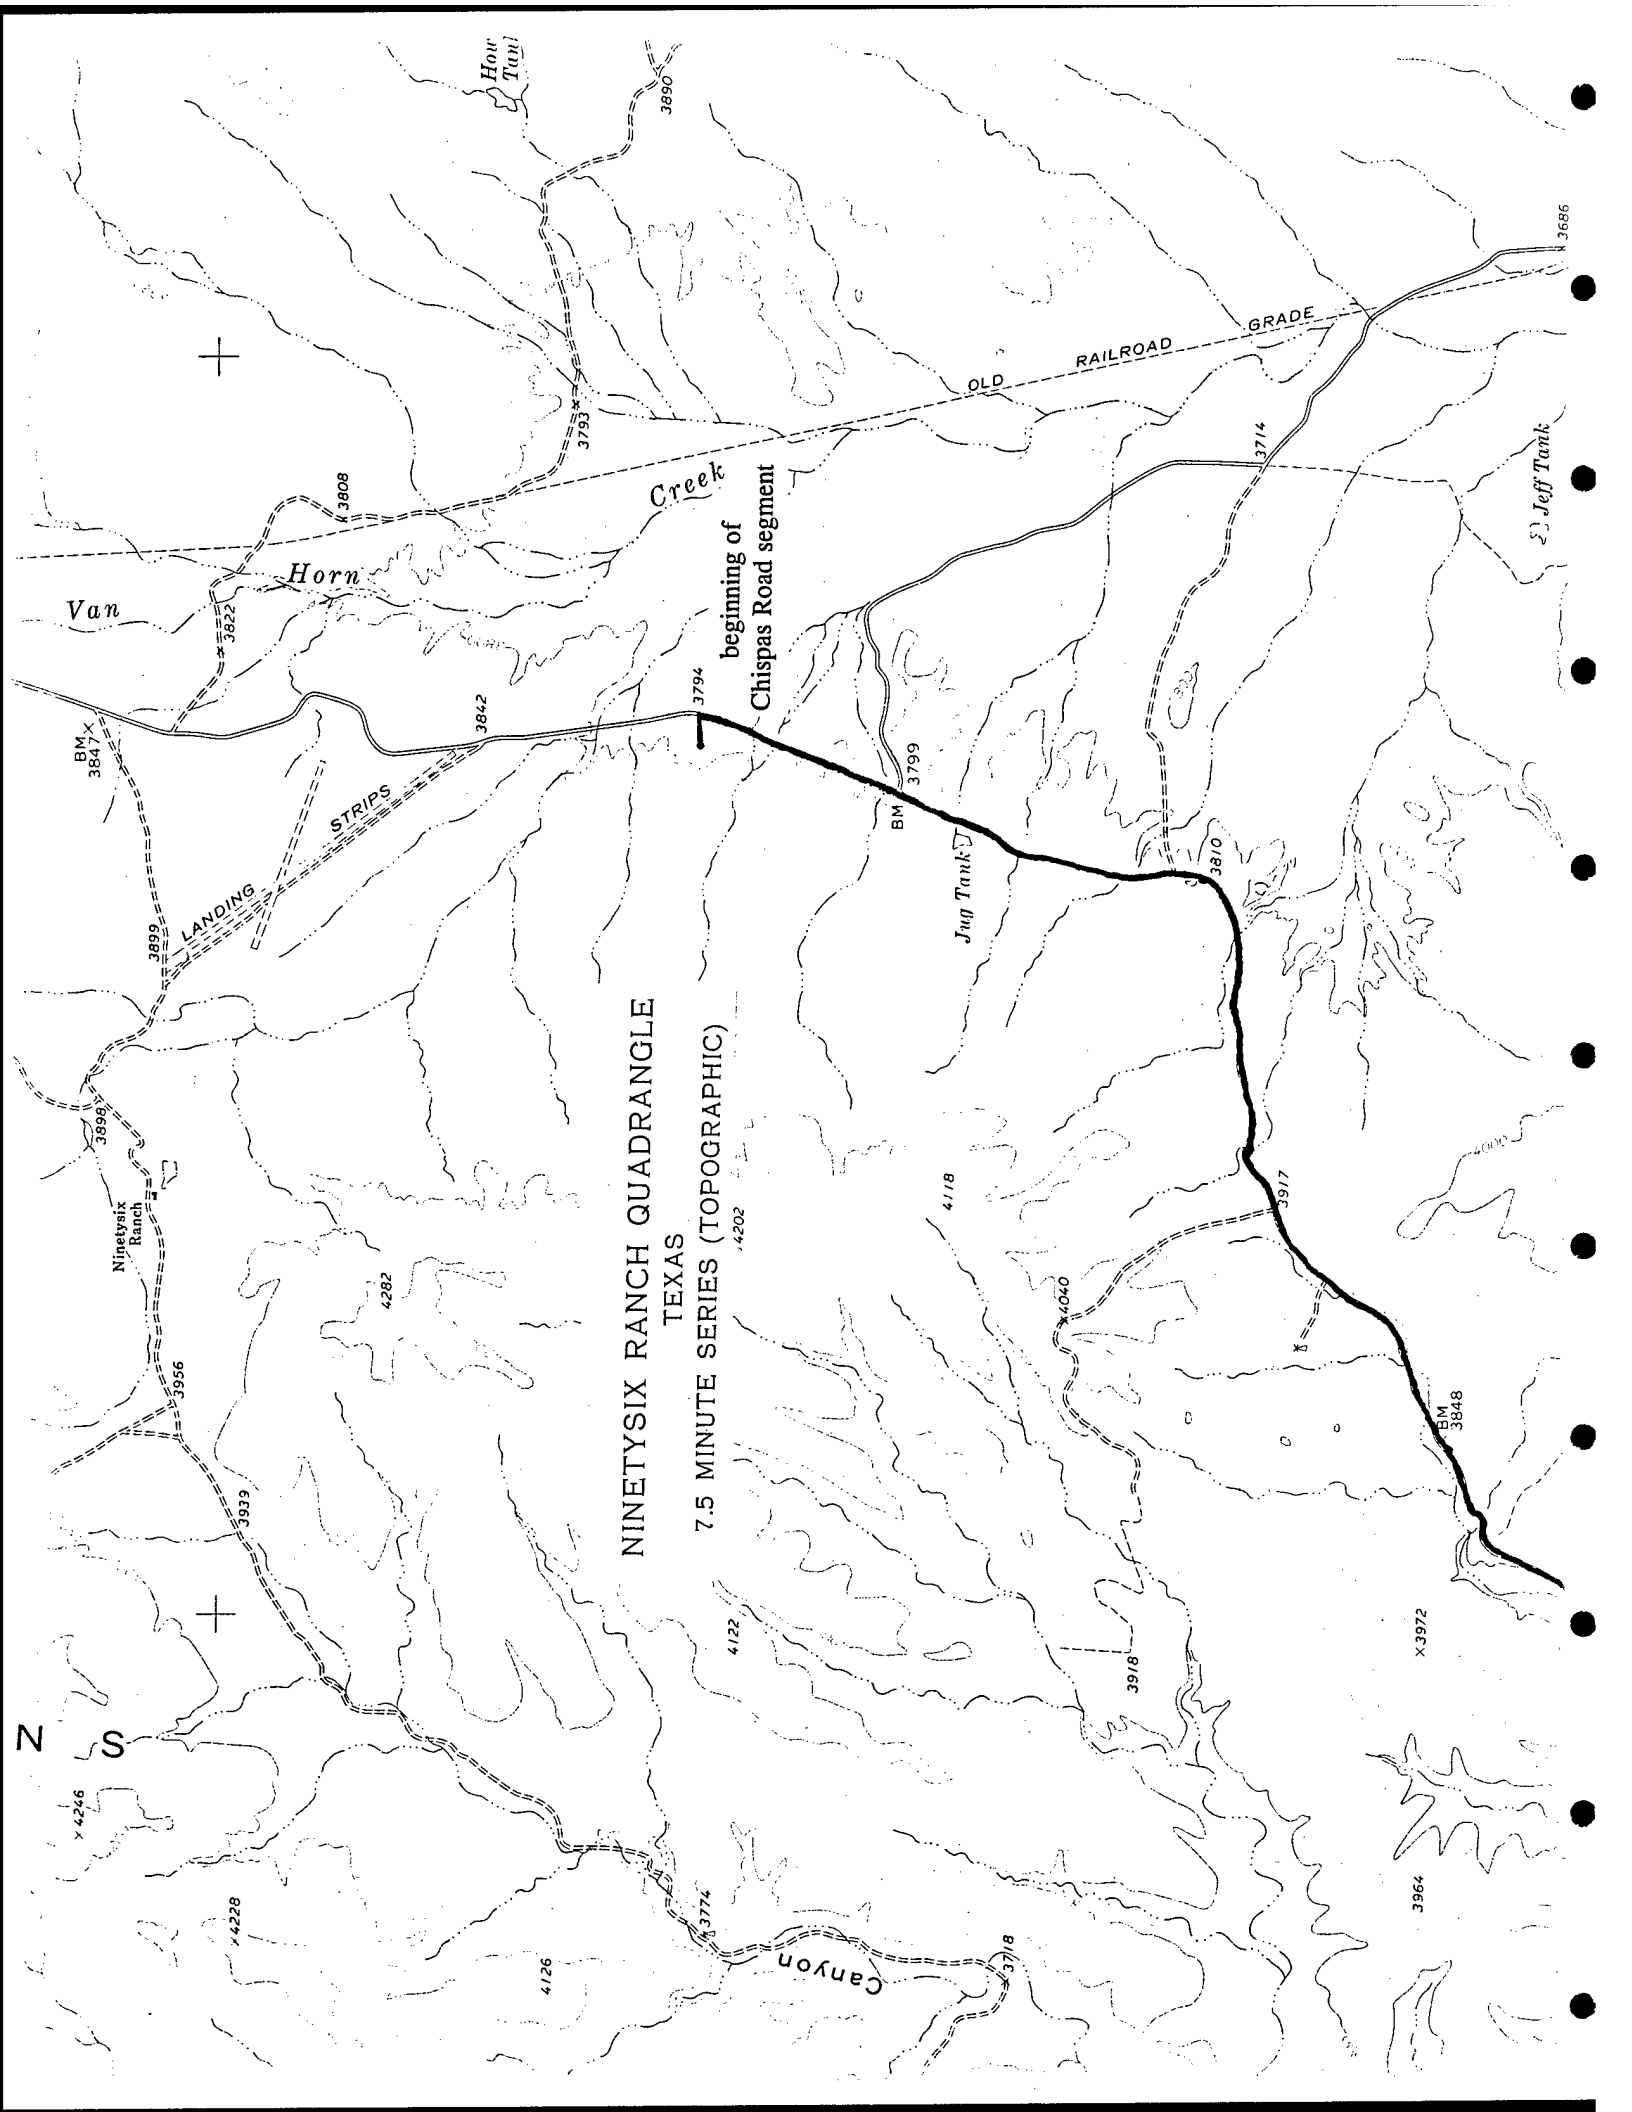 NINETYSIX RANCH QUADRANGLE
TEXAS
7.5 MINUTE SERIES (TOPOGRAPHIC)
beginning of
Chispas Road segment
Van
Horn
Creek
OLD
RAILROAD
GRADE
LANDING
STRIPS
Ninetysix
Ranch
Jug Tank
Jeff Tank
Canyon
N
S
BM
3847
3822
3808
3793
3890
3842
3794
BM
3799
3714
3686
3899
3898
3810
3956
3939
4282
4202
4118
4040
3917
BM
3848
4122
3918
3972
4246
4228
4126
3774
3718
3964